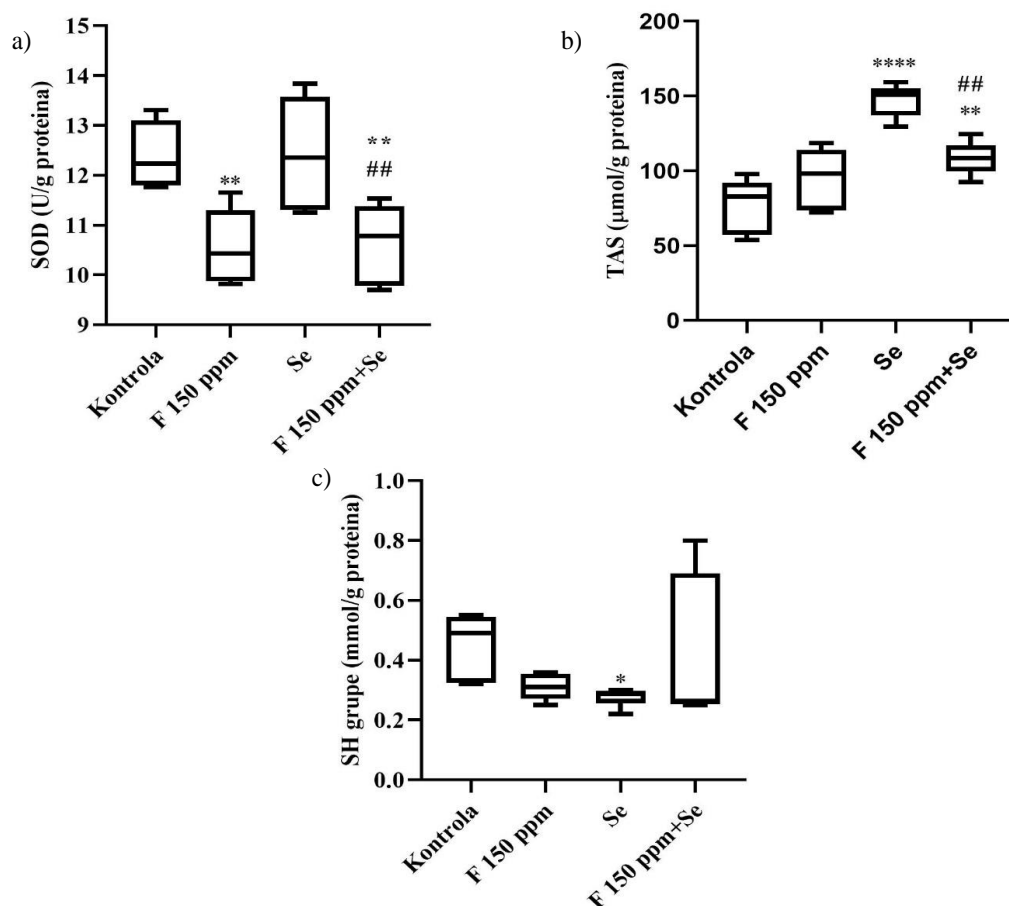 a)
SOD (U/g proteina)
15
14
13
12
11
10
9
**
**
##
Kontrola
F 150 ppm
Se
F 150 ppm+Se
b)
TAS (μmol/g proteina)
200
150
100
50
0
****
##
**
Kontrola
F 150 ppm
Se
F 150 ppm+Se
c)
SH grupe (mmol/g proteina)
1.0
0.8
0.6
0.4
0.2
0.0
*
Kontrola
F 150 ppm
Se
F 150 ppm+Se